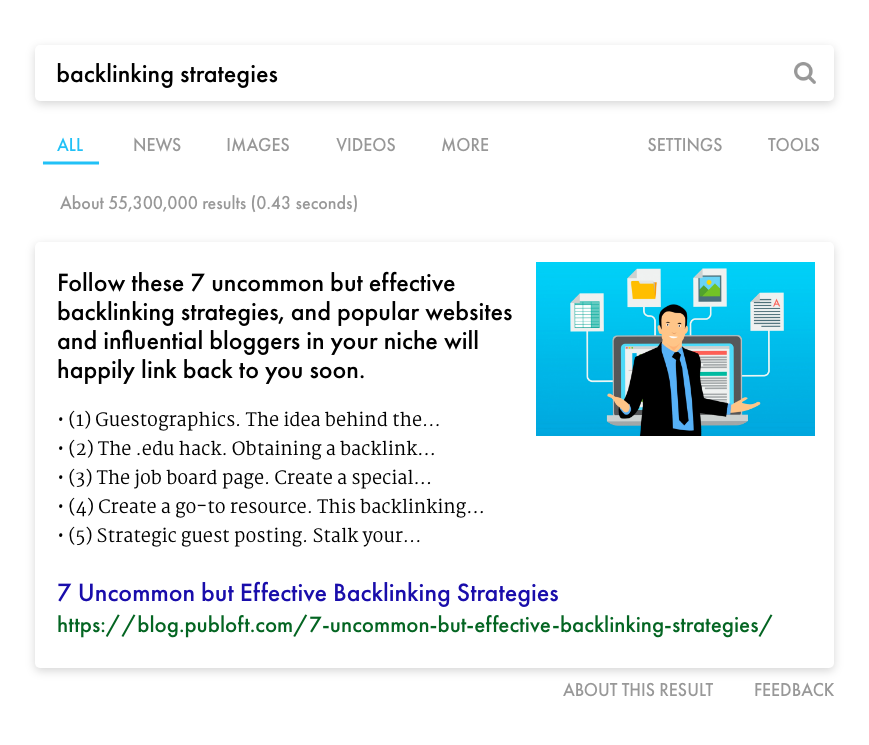 backlinking strategies
ALL NEWS IMAGES VIDEOS MORE SETTINGS TOOLS
About 55,300,000 results (0.43 seconds)
Follow these 7 uncommon but effective
backlinking strategies, and popular websites
and influential bloggers in your niche will
happily link back to you soon.
• (1) Guestographics. The idea behind the...
• (2) The .edu hack. Obtaining a backlink...
• (3) The job board page. Create a special...
• (4) Create a go-to resource. This backlinking...
• (5) Strategic guest posting. Stalk your...
A
7 Uncommon but Effective Backlinking Strategies
https://blog.publoft.com/7-uncommon-but-effective-backlinking-strategies/
ABOUT THIS RESULT FEEDBACK